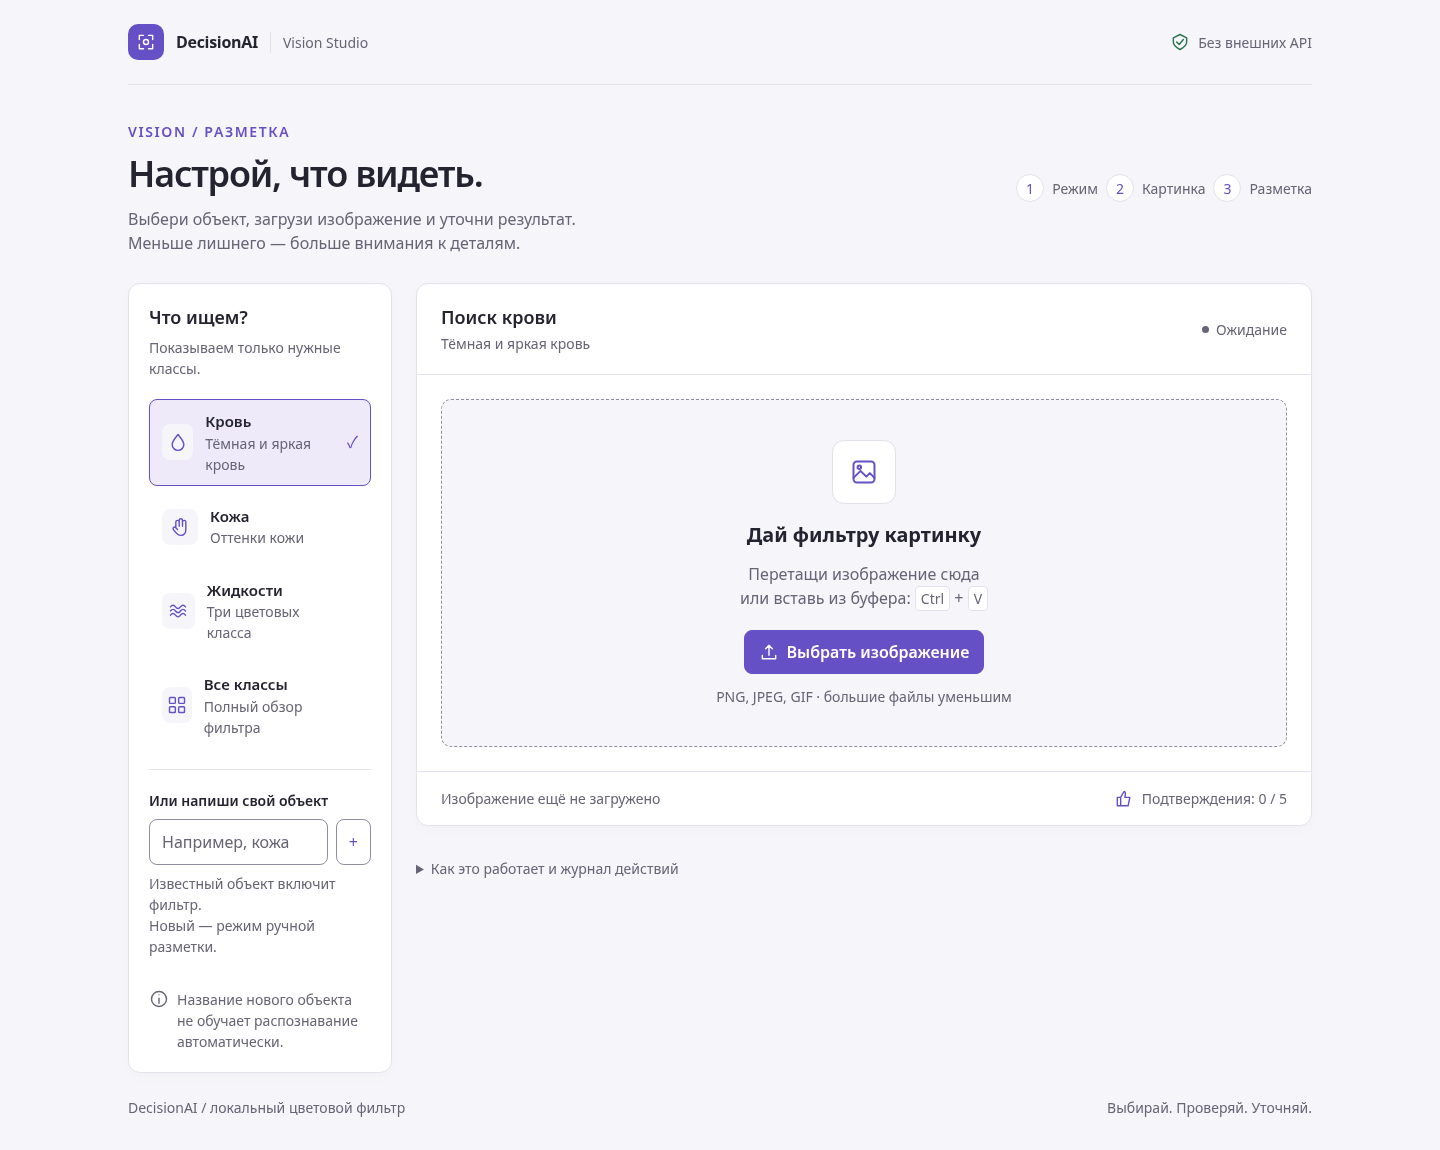 DecisionAI
Vision Studio
Без внешних API
VISION / РАЗМЕТКА
Настрой, что видеть.
Выбери объект, загрузи изображение и уточни результат.
Меньше лишнего — больше внимания к деталям.
1 Режим 2 Картинка 3 Разметка
Что ищем?
Показываем только нужные
классы.
Кровь
Тёмная и яркая
кровь
✓
Кожа
Оттенки кожи
Жидкости
Три цветовых
класса
Все классы
Полный обзор
фильтра
Или напиши свой объект
Например, кожа
+
Известный объект включит
фильтр.
Новый — режим ручной
разметки.
Название нового объекта
не обучает распознавание
автоматически.
Поиск крови
Тёмная и яркая кровь
Ожидание
Дай фильтру картинку
Перетащи изображение сюда
или вставь из буфера: Ctrl + V
Выбрать изображение
PNG, JPEG, GIF · большие файлы уменьшим
Изображение ещё не загружено
Подтверждения: 0 / 5
Как это работает и журнал действий
DecisionAI / локальный цветовой фильтр
Выбирай. Проверяй. Уточняй.